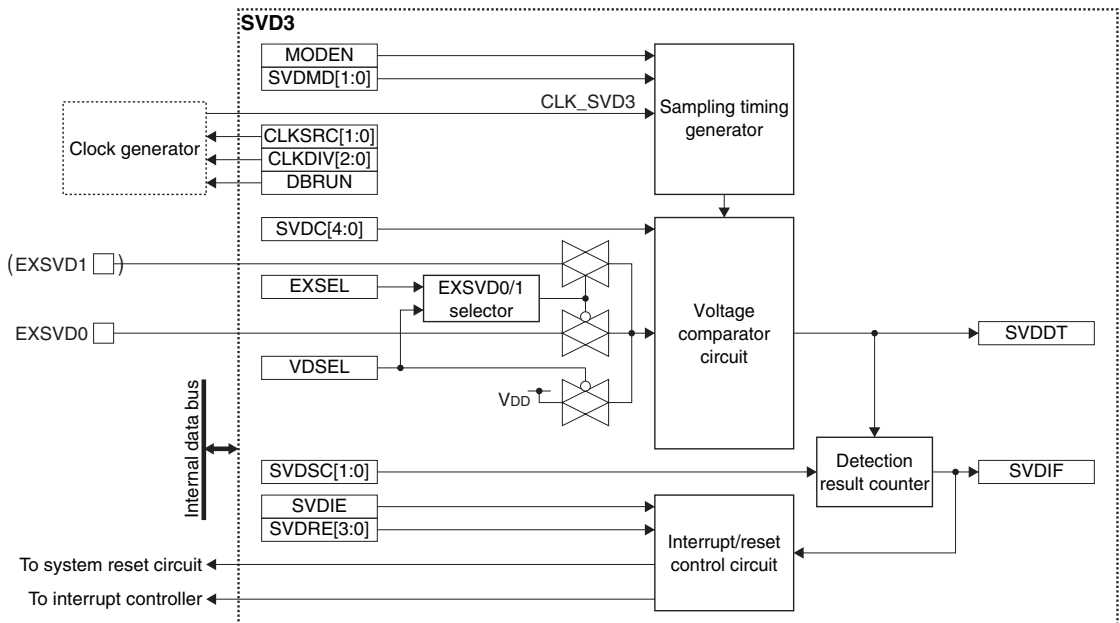 SVD3
MODEN
SVDMD[1:0]
CLK_SVD3
Sampling timing
generator
Clock generator
CLKSRC[1:0]
CLKDIV[2:0]
DBRUN
SVDC[4:0]
(EXSVD1 )
EXSEL
EXSVD0/1
selector
Voltage
comparator
circuit
EXSVD0
SVDDT
VDSEL
VDD
Internal data bus
SVDSC[1:0]
Detection
result counter
SVDIF
SVDIE
SVDRE[3:0]
Interrupt/reset
control circuit
To system reset circuit
To interrupt controller